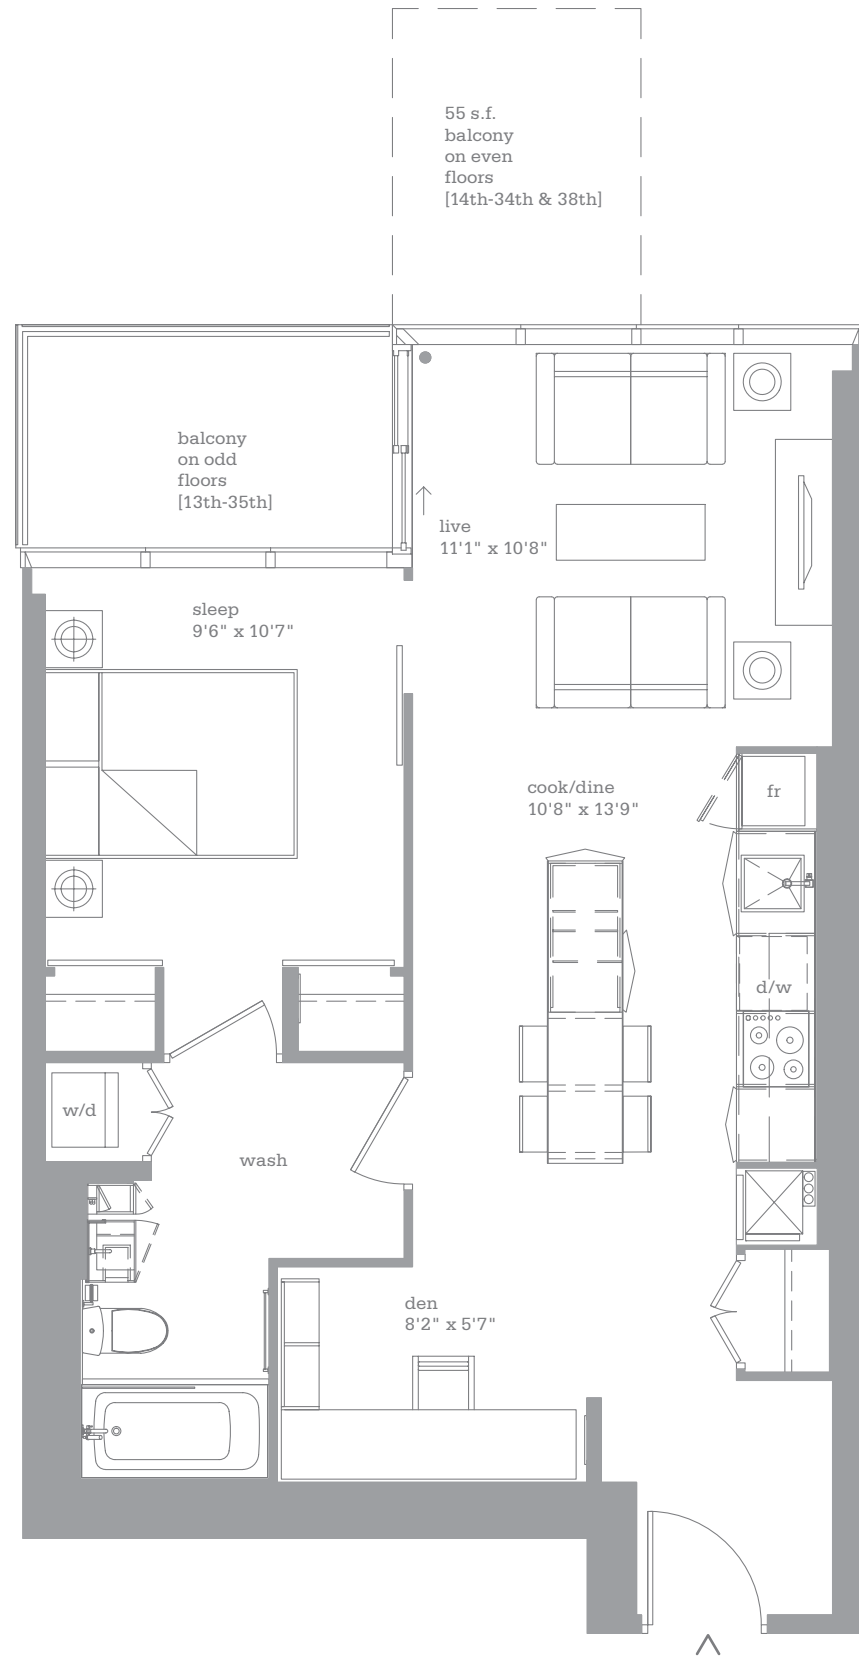 55 s.f.
balcony
on even
floors
[14th-34th & 38th]
balcony
on odd
floors
[13th-35th]
live
11'1" x 10'8"
sleep
9'6" x 10'7"
cook/dine
10'8" x 13'9"
fr
d/w
w/d
wash
den
8'2" x 5'7"